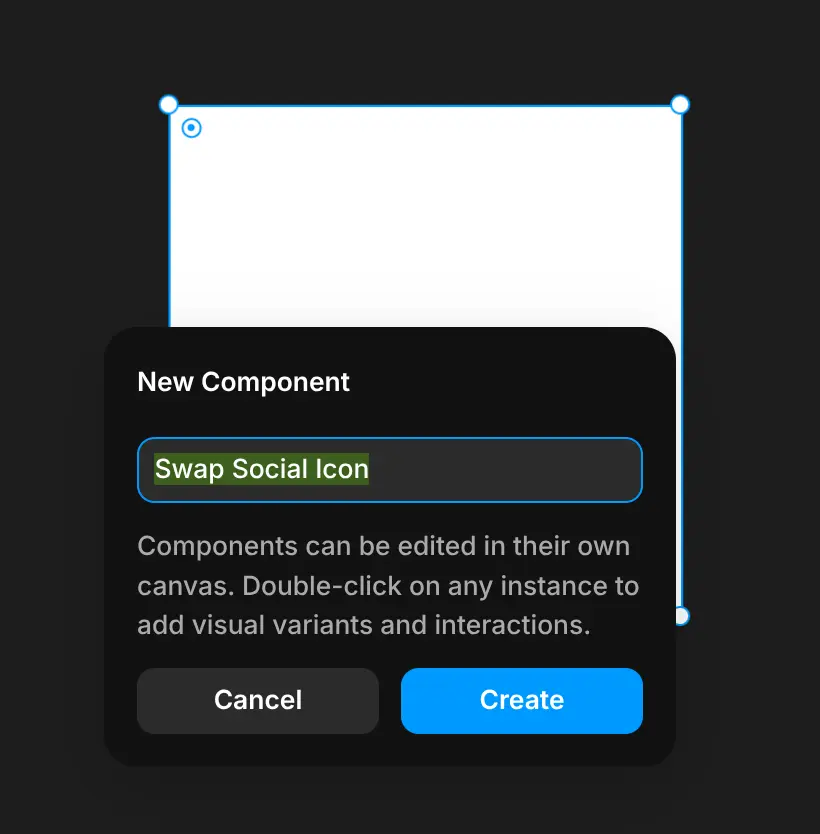 New Component
Swap Social Icon
Components can be edited in their own
canvas. Double-click on any instance to
add visual variants and interactions.
Cancel
Create